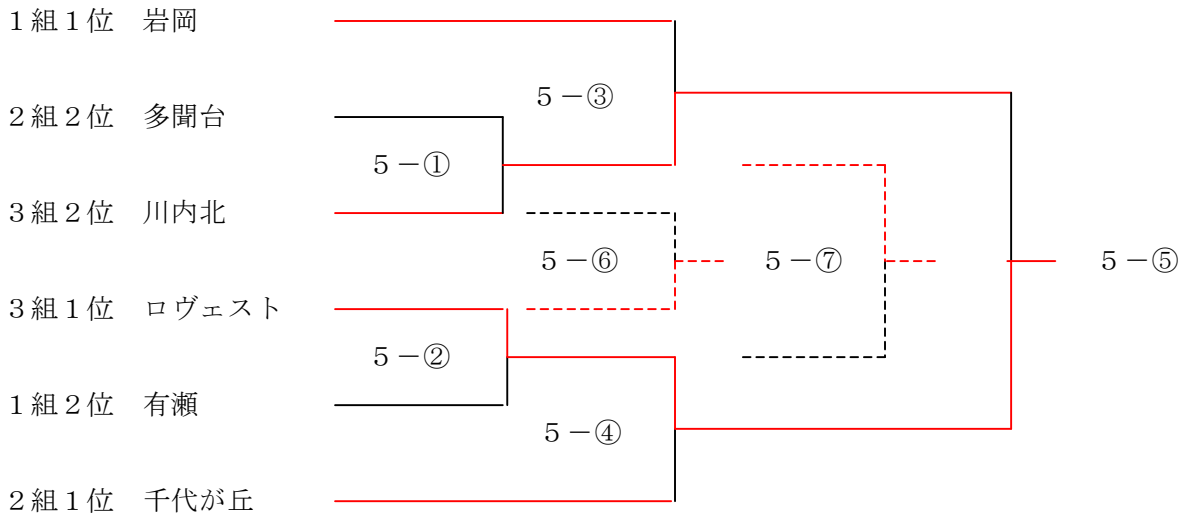 １組１位　岩岡
５－③
２組２位　多聞台
５－①
３組２位　川内北
５－⑥
５－⑦
５－⑤
３組１位　ロヴェスト
５－②
１組２位　有瀬
５－④
２組１位　千代が丘